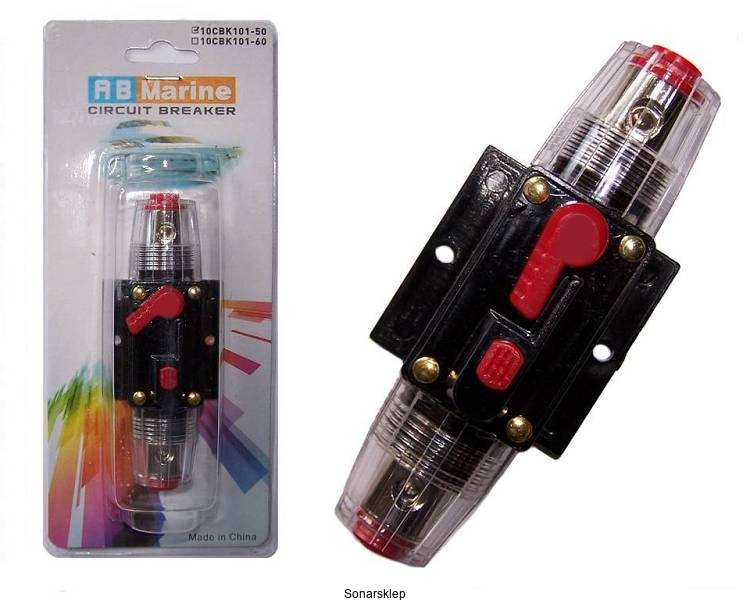 10CBK101-50
10CBK101-60
AB Marine
CIRCUIT BREAKER
Made in China
Sonarsklep